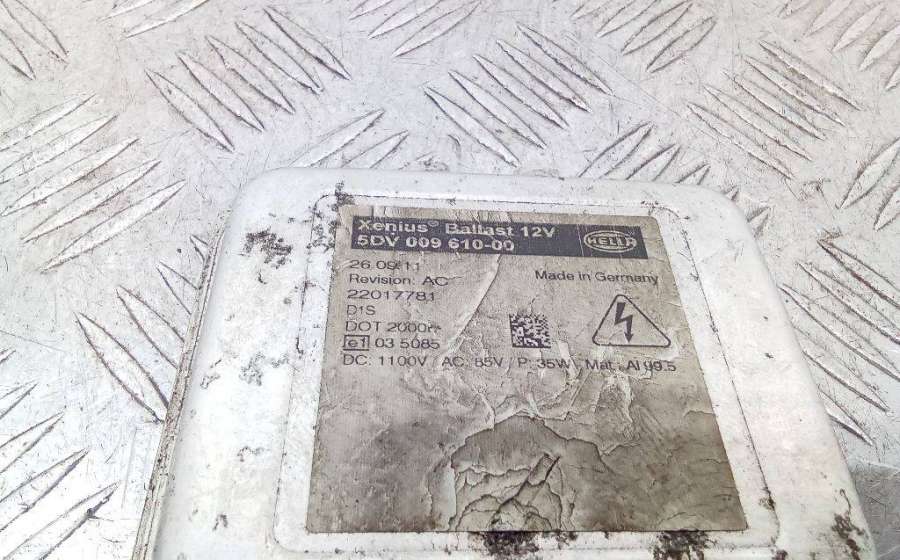 Xenius® Ballast 12V
5DV 009 610-00
HELLA
26.09.11
Made in Germany
Revision: AC
22017781
D1S
DOT 2000h
e1 03 5085
DC: 1100V / AC: 85V / P: 35W / Mat.: Al 99.5